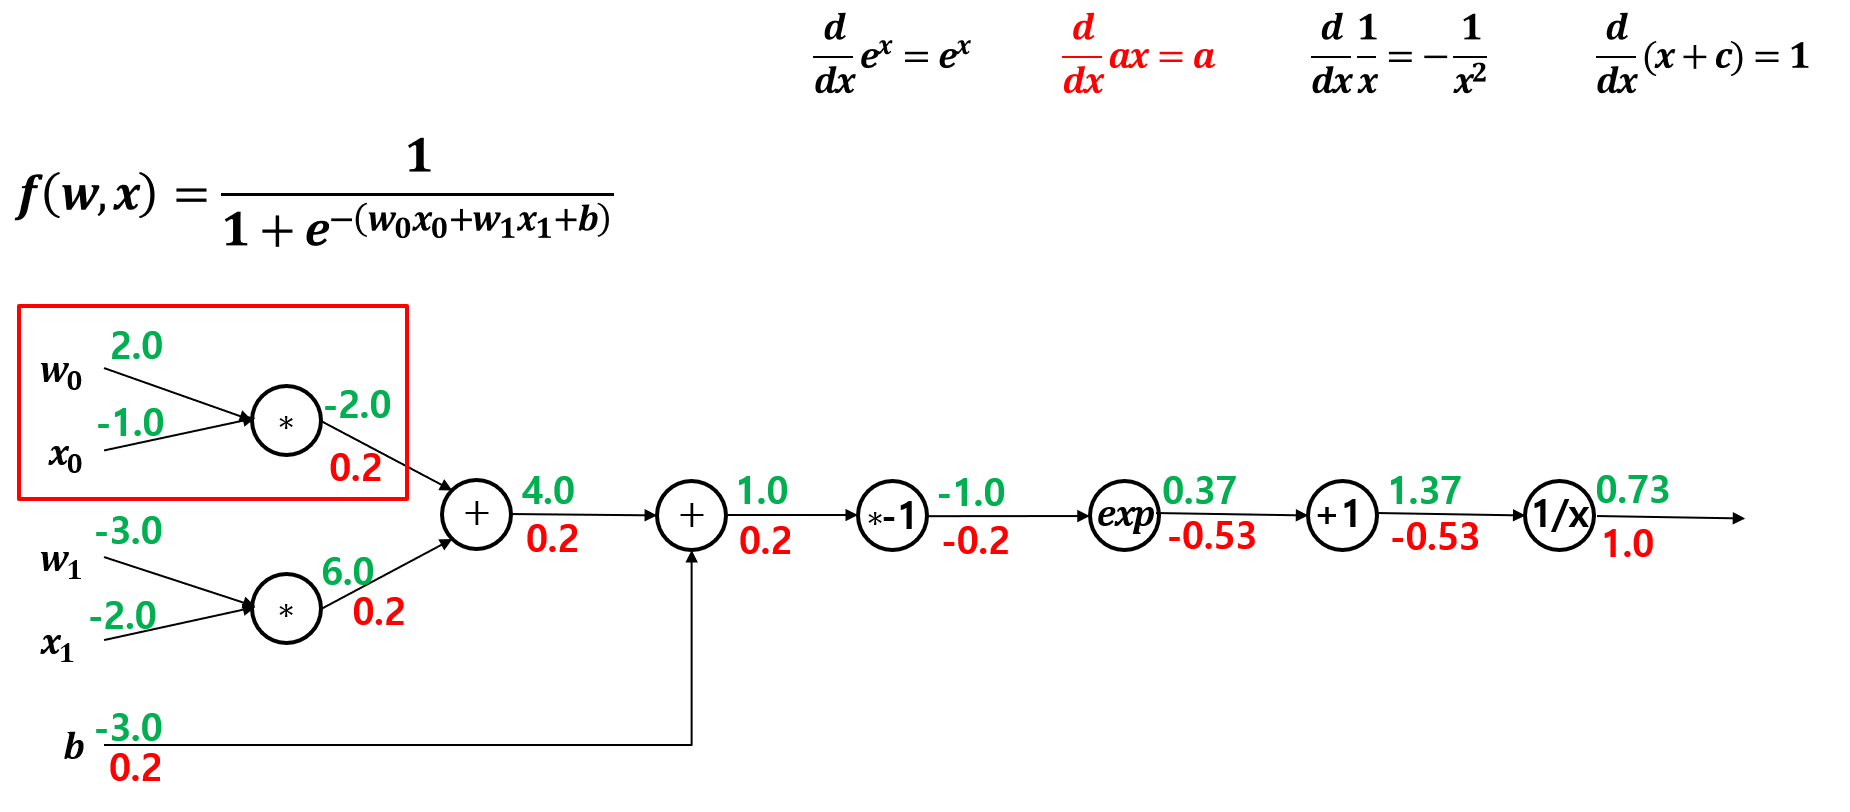 d/dx eˣ = eˣ d/dx ax = a d/dx 1/x = −1/x² d/dx (x + c) = 1
f(w, x) = 1/(1 + e^−(w₀x₀+w₁x₁+b))
w₀ 2.0
x₀ -1.0
* -2.0
0.2
w₁ -3.0
x₁ -2.0
* 6.0
0.2
b -3.0
0.2
+ 4.0
0.2
+ 1.0
0.2
*-1 -1.0
-0.2
exp 0.37
-0.53
+1 1.37
-0.53
1/x 0.73
1.0